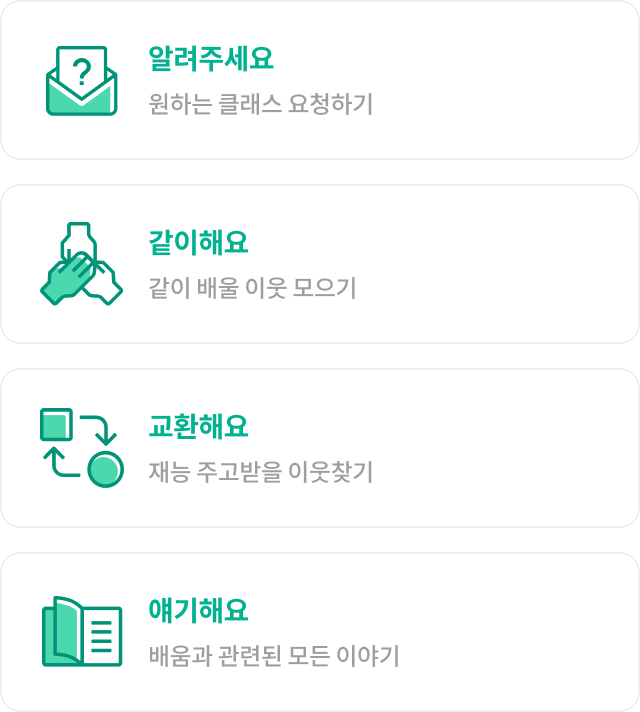 ?
알려주세요
원하는 클래스 요청하기
같이해요
같이 배울 이웃 모으기
교환해요
재능 주고받을 이웃찾기
얘기해요
배움과 관련된 모든 이야기